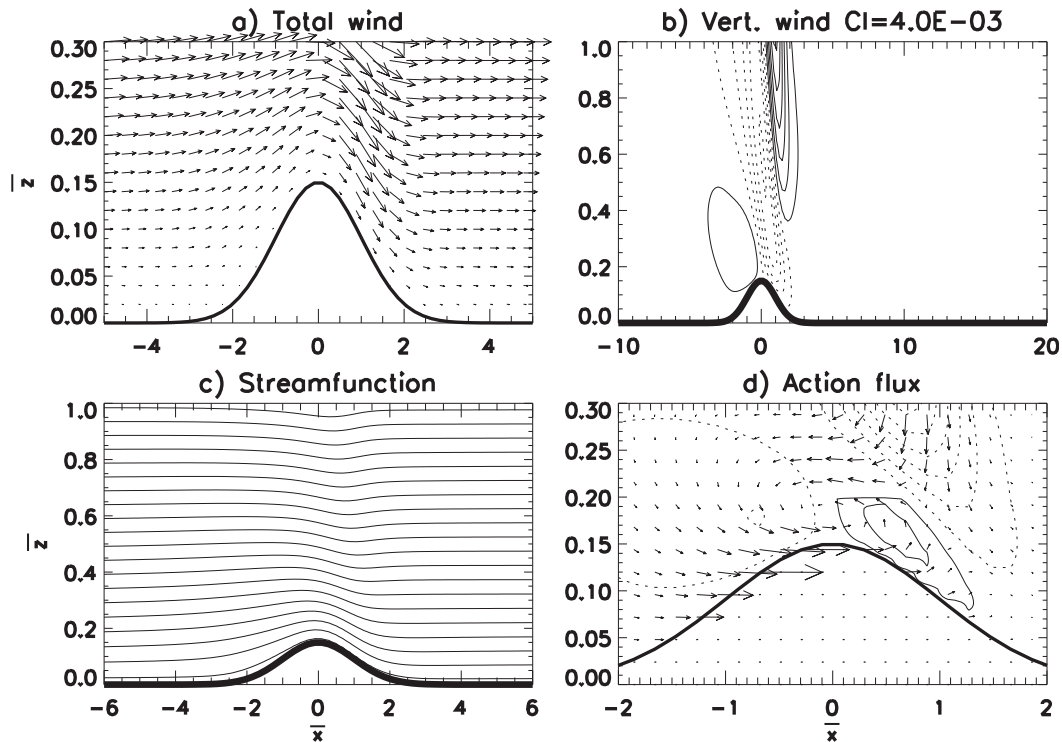 a) Total wind
0.30
0.25
0.20
0.15
0.10
0.05
0.00
z
-4 -2 0 2 4
b) Vert. wind CI=4.0E-03
1.0
0.8
0.6
0.4
0.2
0.0
-10 0 10 20
c) Streamfunction
1.0
0.8
0.6
0.4
0.2
0.0
z
-6 -4 -2 0 2 4 6
x
d) Action flux
0.30
0.25
0.20
0.15
0.10
0.05
0.00
-2 -1 0 1 2
x